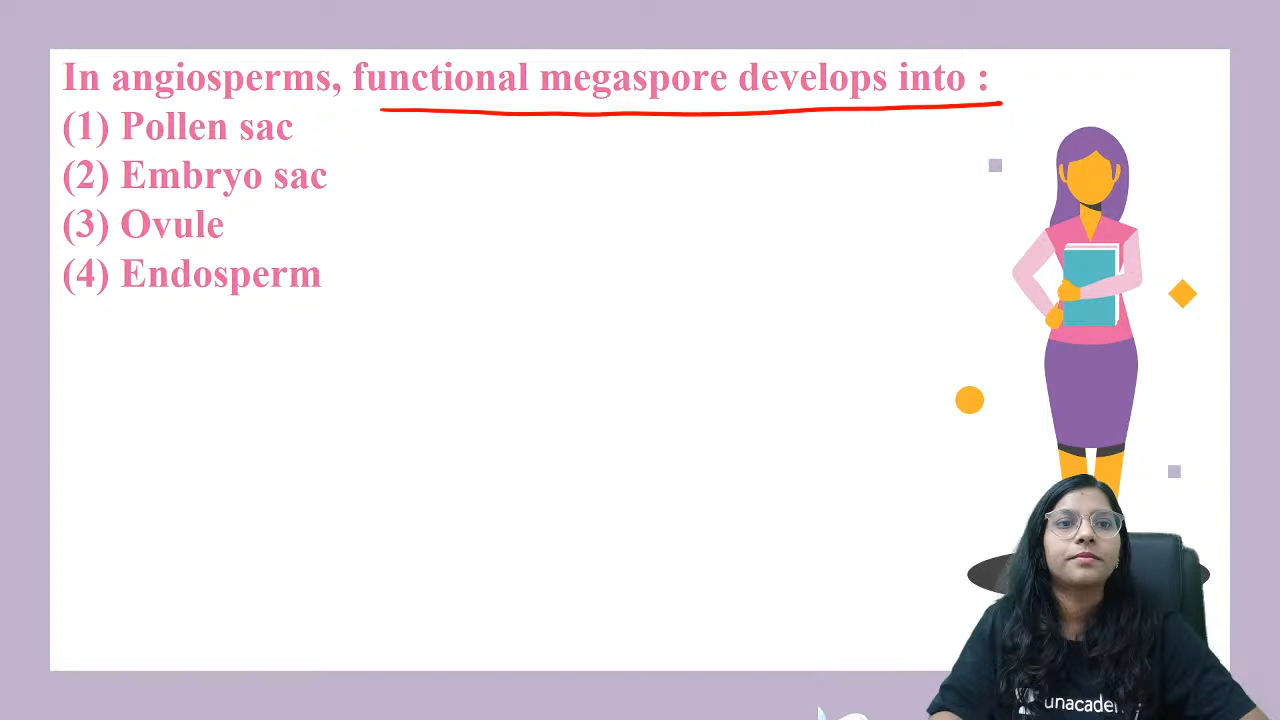 In angiosperms, functional megaspore develops into :
(1) Pollen sac
(2) Embryo sac
(3) Ovule
(4) Endosperm